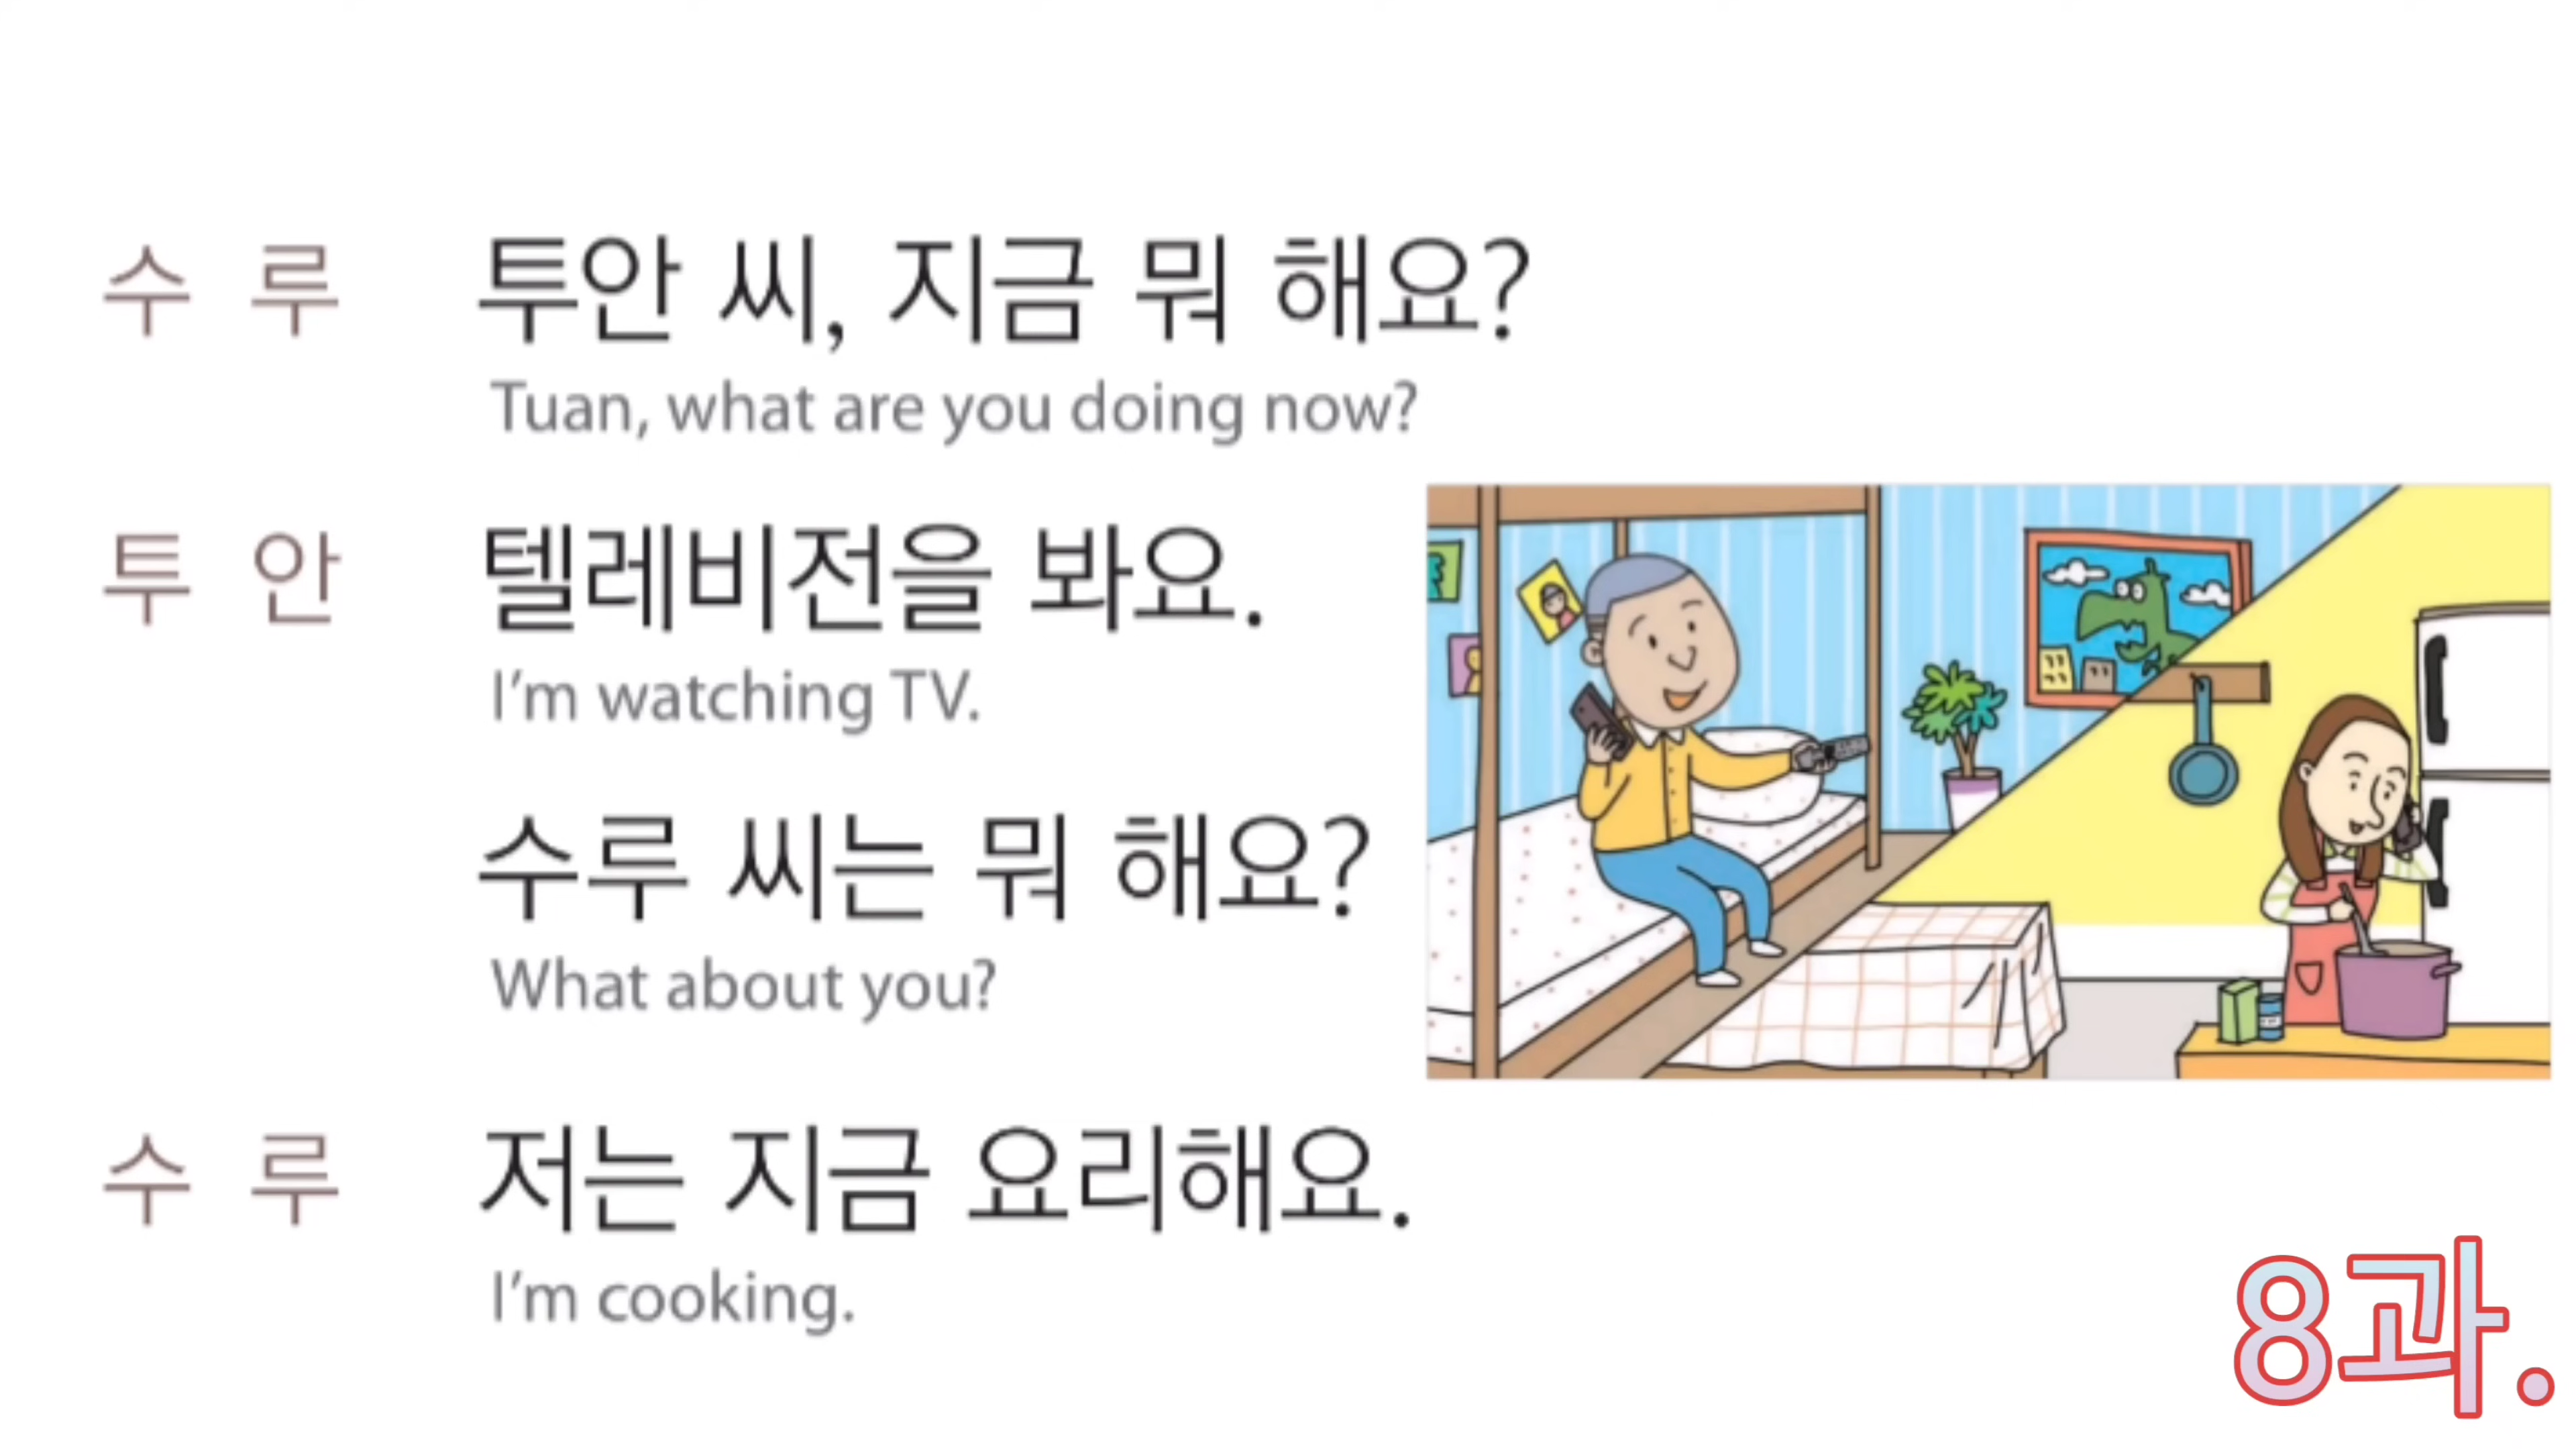 수 루 투안 씨, 지금 뭐 해요?
Tuan, what are you doing now?
투 안 텔레비전을 봐요.
I'm watching TV.
수루 씨는 뭐 해요?
What about you?
수 루 저는 지금 요리해요.
I'm cooking.
8과.